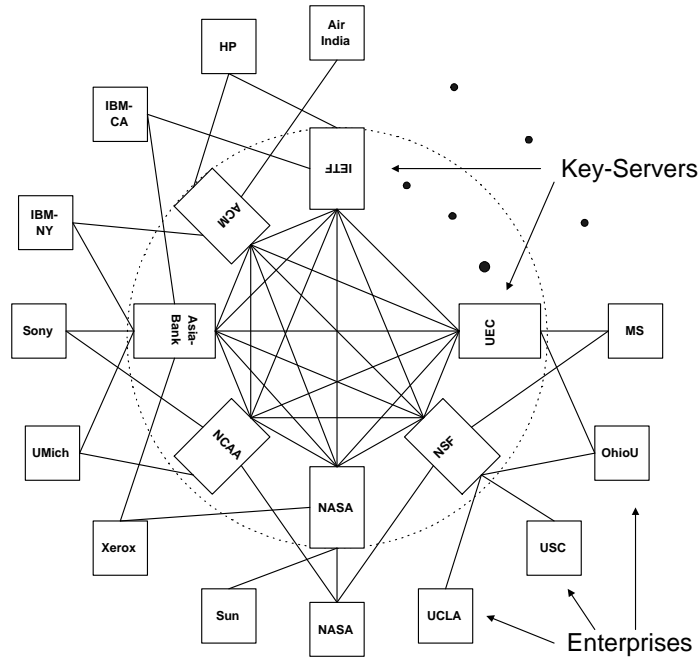 Air
India
HP
IBM-
CA
IETF
Key-Servers
ACM
IBM-
NY
Asia-
Bank
UEC
Sony
MS
NCAA
NSF
UMich
OhioU
NASA
Xerox
USC
Sun
NASA
UCLA
Enterprises